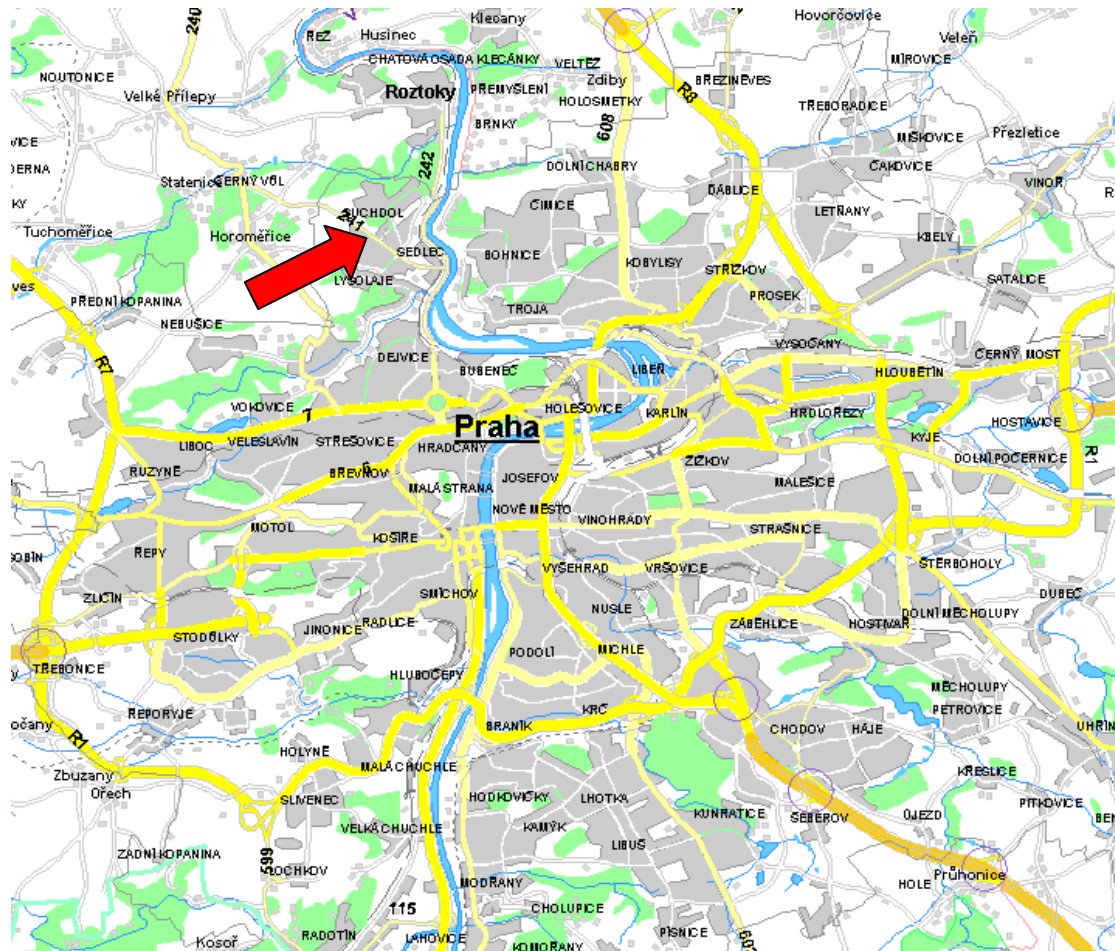 Klecany
Hovorčovice
240
ŘEŽ
Husinec
Veleň
CHATOVÁ OSADA KLECÁNKY
VELTĚŽ
MÍROVICE
NOUTONICE
Zdiby
BŘEZINĚVES
Roztoky
PŘEMYŠLENÍ
R8
Velké Přílepy
HOLOSMETKY
TŘEBORADICE
BRNKY
608
MIŠKOVICE
Přezletice
242
DOLNÍ CHABRY
ČAKOVICE
Statenice
ČERNÝ VŮL
ĎÁBLICE
VINOŘ
SUCHDOL
ČIMICE
LETŇANY
241
Tuchoměřice
Horoměřice
SEDLEC
BOHNICE
KBELY
KOBYLISY
STŘÍŽKOV
LYSOLAJE
SATALICE
PŘEDNÍ KOPANINA
PROSEK
NEBUŠICE
TROJA
VYSOČANY
DEJVICE
ČERNÝ MOST
R7
BUBENEČ
LIBEŇ
HLOUBĚTÍN
VOKOVICE
7
HOLEŠOVICE
KARLÍN
HRDLOŘEZY
HOSTAVICE
Praha
LIBOC
VELESLAVÍN
STŘEŠOVICE
HRADČANY
KYJE
R1
RUZYNĚ
BŘEVNOV
ŽIŽKOV
DOLNÍ POČERNICE
MALÁ STRANA
JOSEFOV
MALEŠICE
NOVÉ MĚSTO
MOTOL
VINOHRADY
STRAŠNICE
KOŠÍŘE
ŘEPY
VYŠEHRAD
VRŠOVICE
ŠTĚRBOHOLY
ZLIČÍN
SMÍCHOV
DUBEČ
NUSLE
DOLNÍ MĚCHOLUPY
RADLICE
ZÁBĚHLICE
HOSTIVAŘ
STODŮLKY
JINONICE
PODOLÍ
MICHLE
TŘEBONICE
HLUBOČEPY
MĚCHOLUPY
PETROVICE
ŘEPORYJE
KRČ
BRANÍK
CHODOV
HÁJE
R1
HOLYNĚ
MALÁ CHUCHLE
Zbuzany
KŘESLICE
Ořech
SLIVENEC
HODKOVIČKY
LHOTKA
PITKOVICE
KUNRATICE
ŠEBEROV
ÚJEZD
VELKÁ CHUCHLE
KAMÝK
LIBUŠ
ZADNÍ KOPANINA
599
LOCHKOV
Průhonice
MODŘANY
HOLE
115
CHOLUPICE
RADOTÍN
PÍSNICE
Kosoř
LAHOVICE
KOMOŘANY